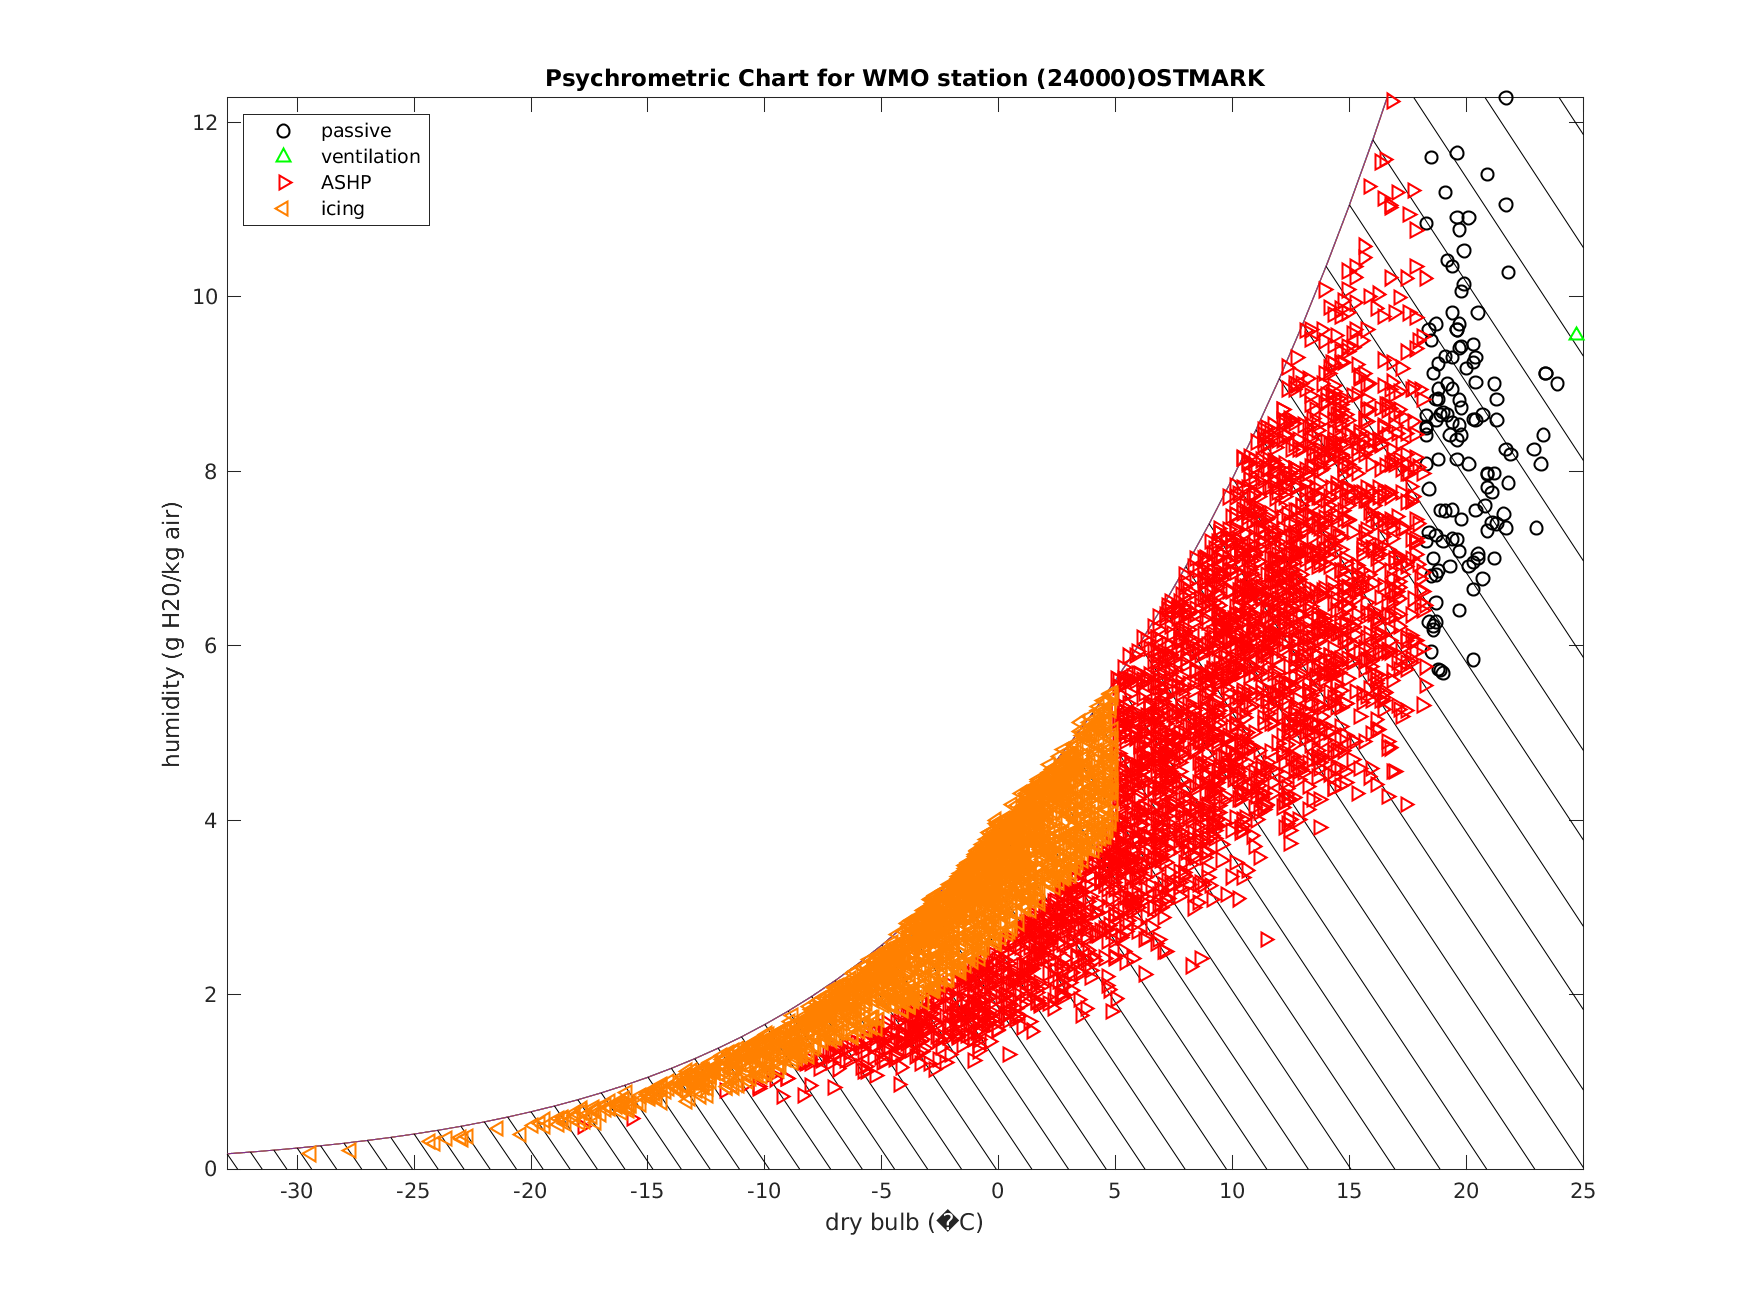 Psychrometric Chart for WMO station (24000)OSTMARK
passive
ventilation
ASHP
icing
humidity (g H20/kg air)
12
10
8
6
4
2
0
-30 -25 -20 -15 -10 -5 0 5 10 15 20 25
dry bulb (�C)